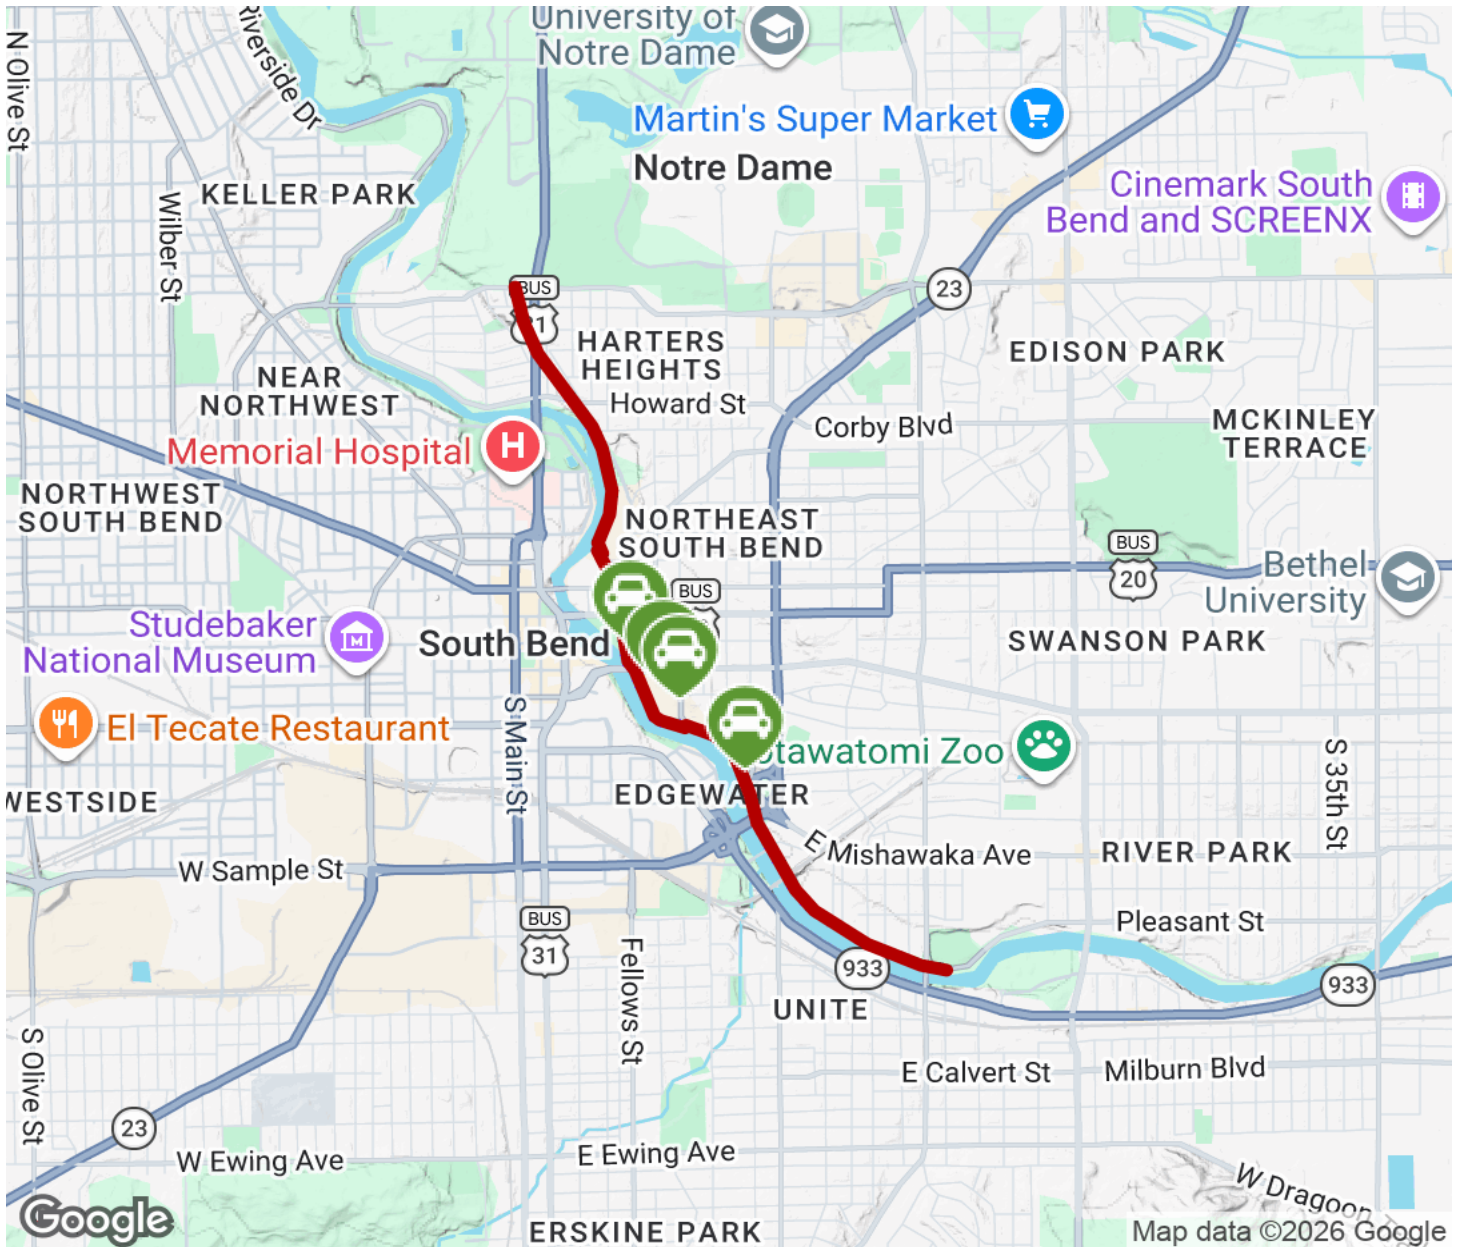 University of
Notre Dame
N Olive St
Riverside Dr
Martin's Super Market
Notre Dame
Cinemark South
Bend and SCREENX
KELLER PARK
Wilber St
BUS
31
23
HARTERS
HEIGHTS
EDISON PARK
NEAR
NORTHWEST
Howard St
Corby Blvd
MCKINLEY
TERRACE
Memorial Hospital
H
NORTHWEST
SOUTH BEND
NORTHEAST
SOUTH BEND
BUS
20
Bethel
University
BUS
Studebaker
National Museum
M
South Bend
SWANSON PARK
El Tecate Restaurant
S Main St
otawatomi Zoo
S 35th St
WESTSIDE
EDGEWATER
E Mishawaka Ave
RIVER PARK
W Sample St
Pleasant St
BUS
31
Fellows St
933
933
UNITE
S Olive St
E Calvert St
Milburn Blvd
23
W Ewing Ave
E Ewing Ave
W Dragoon
Google
ERSKINE PARK
Map data ©2026 Google